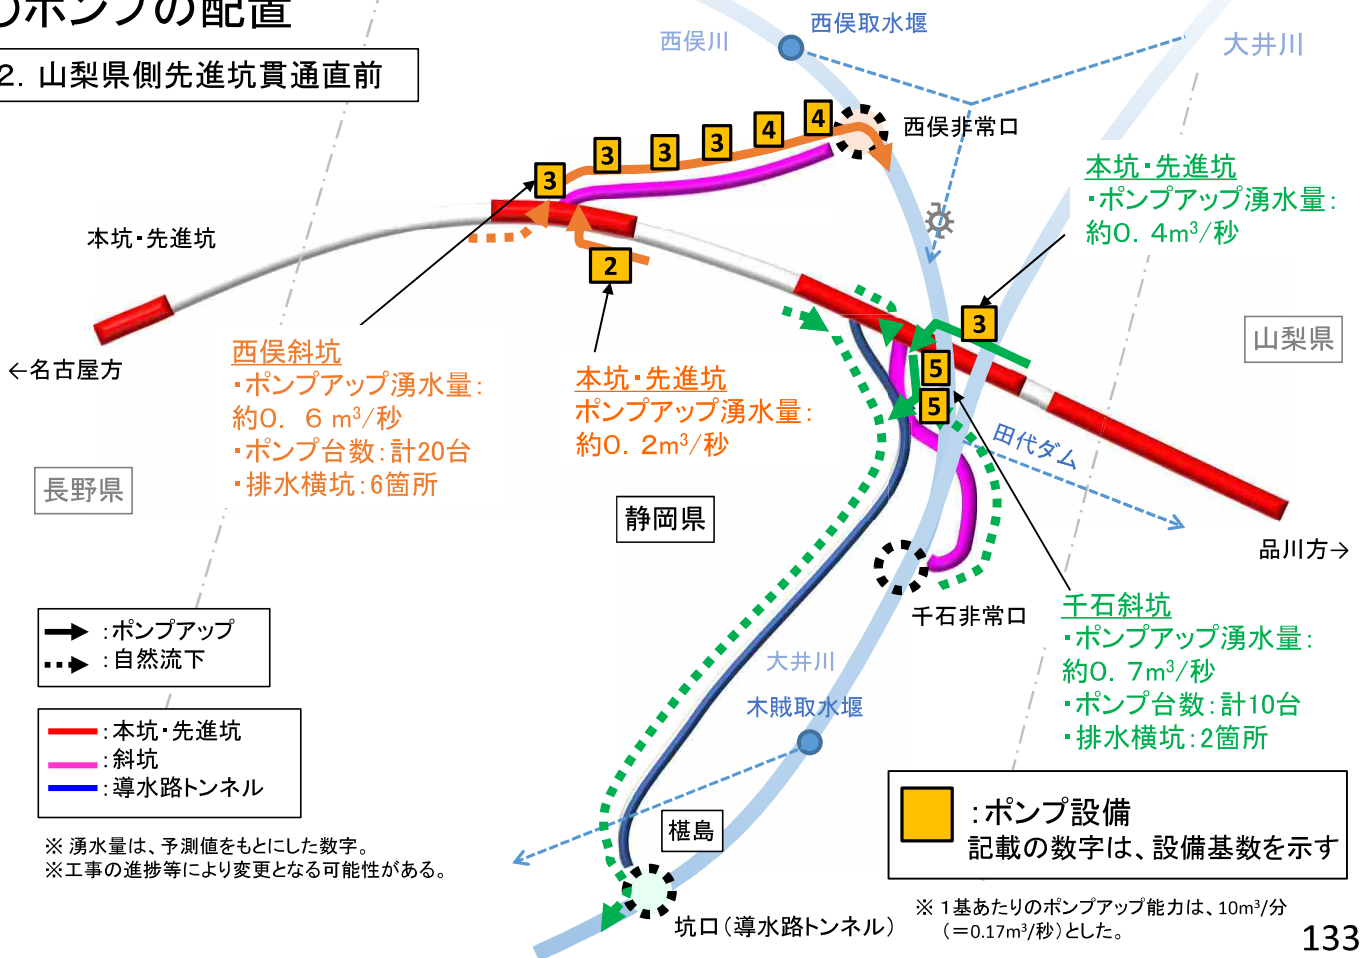 のポンプの配置
2. 山梨県側先進坑貫通直前
西俣川
西俣取水堰
大井川
西俣非常口
4
4
3
3
3
3
本坑・先進坑
・ポンプアップ湧水量:
約0. 4m³/秒
3
本坑・先進坑
2
山梨県
←名古屋方
西俣斜坑
・ポンプアップ湧水量:
約0. 6 m³/秒
・ポンプ台数:計20台
・排水横坑:6箇所
本坑・先進坑
ポンプアップ湧水量:
約0. 2m³/秒
5
5
田代ダム
長野県
静岡県
品川方→
千石非常口
千石斜坑
・ポンプアップ湧水量:
約0. 7m³/秒
・ポンプ台数:計10台
・排水横坑:2箇所
:ポンプアップ
:自然流下
大井川
木賊取水堰
:本坑・先進坑
:斜坑
:導水路トンネル
椹島
:ポンプ設備
記載の数字は、設備基数を示す
※ 湧水量は、予測値をもとにした数字。
※工事の進捗等により変更となる可能性がある。
坑口(導水路トンネル)
※ 1基あたりのポンプアップ能力は、10m³/分
(=0.17m³/秒)とした。
133